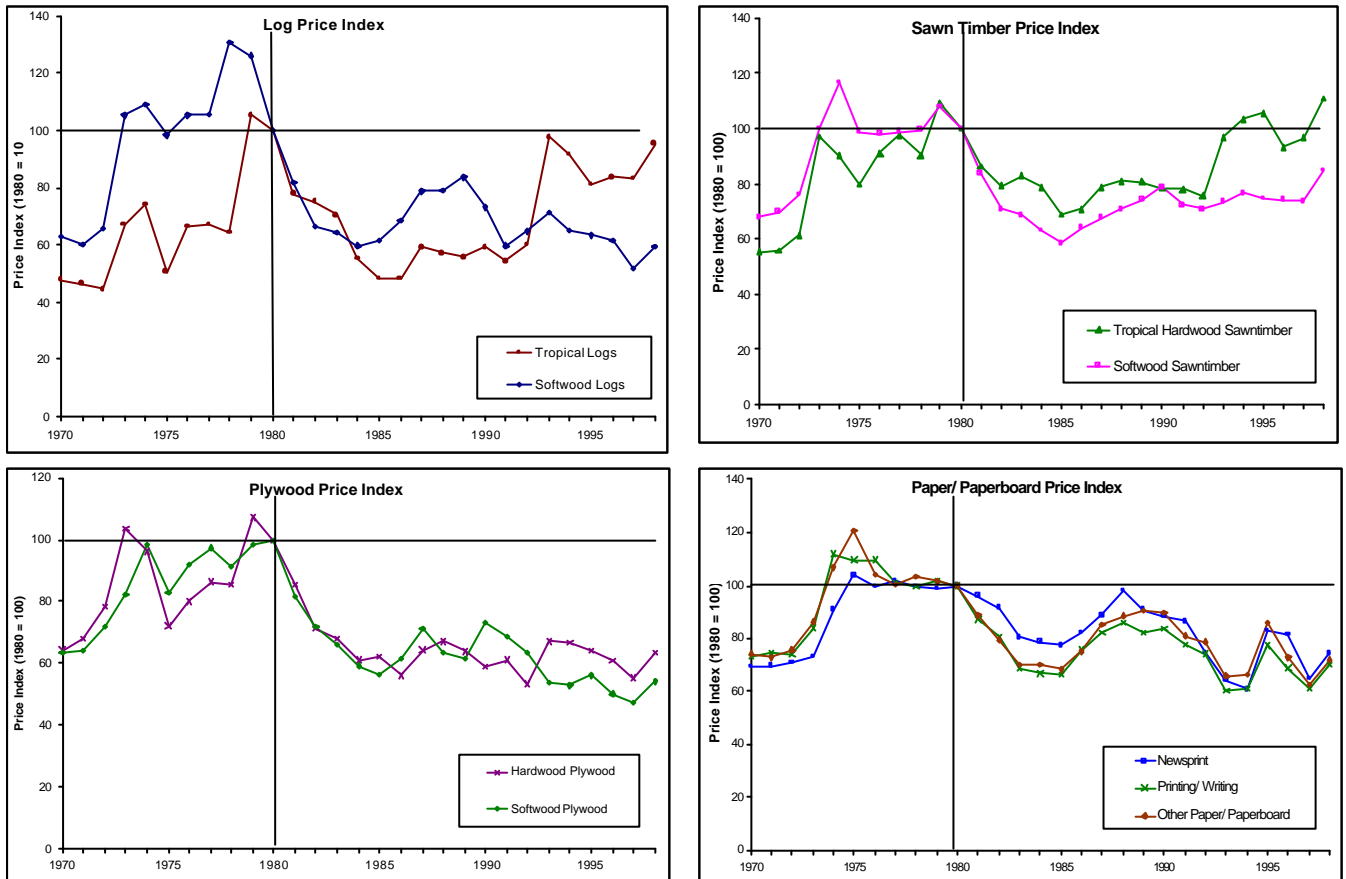 Log Price Index
Price Index (1980 = 10
140
120
100
80
60
40
20
0
1970 1975 1980 1985 1990 1995
Tropical Logs
Softwood Logs
Sawn Timber Price Index
Price Index (1980 = 100)
140
120
100
80
60
40
20
0
1970 1975 1980 1985 1990 1995
Tropical Hardwood Sawntimber
Softwood Sawntimber
Plywood Price Index
Price Index (1980 = 100)
120
100
80
60
40
20
0
1970 1975 1980 1985 1990 1995
Hardwood Plywood
Softwood Plywood
Paper/ Paperboard Price Index
Price Index (1980 = 100)
140
120
100
80
60
40
20
0
1970 1975 1980 1985 1990 1995
Newsprint
Printing/ Writing
Other Paper/ Paperboard